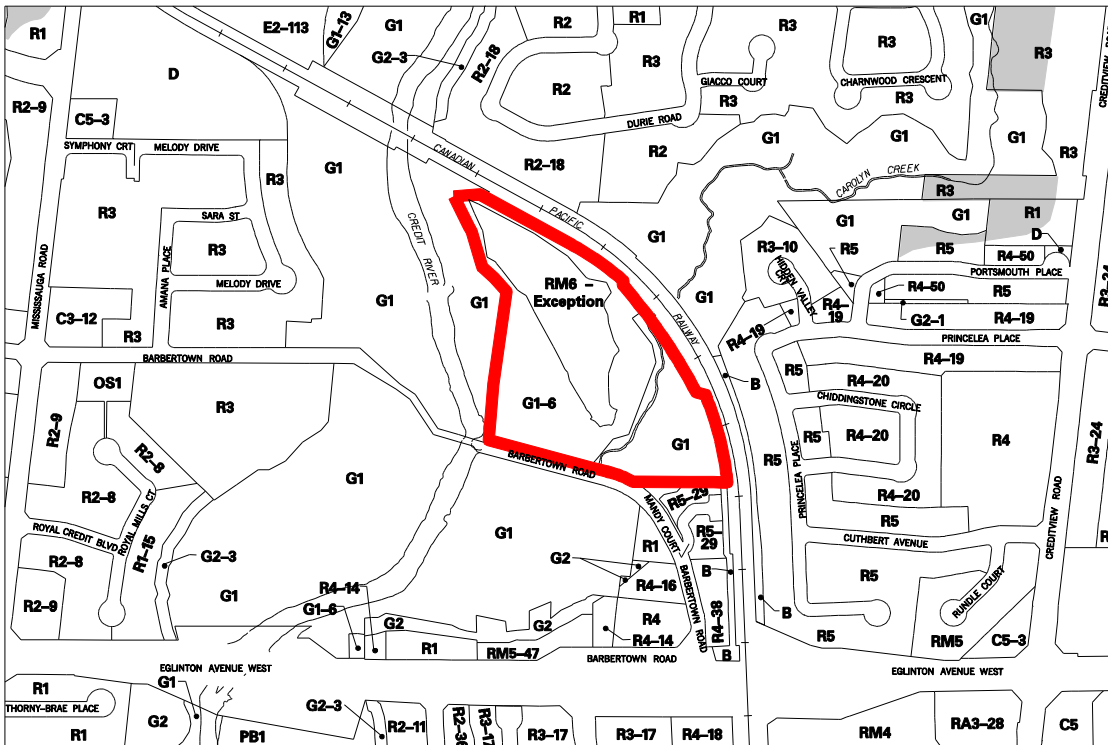 R1
E2–113
G1–13
G1
R2
R1
R3
G1
G2–3
R2–18
R3
R3
R3
CREDITVIEW ROAD
D
R2
GIACCO COURT
CHARNWOOD CRESCENT
R2–9
R3
R3
C5–3
DURIE ROAD
SYMPHONY CRT
MELODY DRIVE
CANADIAN
R2–18
R2
G1
G1
G1
R3
G1
R3
CAROLYN CREEK
R3
R3
SARA ST
CREDIT RIVER
PACIFIC
G1
G1
G1
R1
R3
R3–10
R5
R5
R4–50
D
MISSISSAUGA ROAD
AMANA PLACE
MELODY DRIVE
G1
G1
RM6 –
Exception
G1
HIDDEN VALLEY
CRT
R4–50
PORTSMOUTH PLACE
R5
R3–24
C3–12
R3
R3
RAILWAY
R4–19
R4–
19
G2–1
R4–19
PRINCELEA PLACE
BARBERTOWN ROAD
R4–19
OS1
R3
R5
R4–20
B
CHIDDINGSTONE CIRCLE
G1–6
R2–9
R2–8
G1
R5
R4–20
R4
R3–24
BARBERTOWN ROAD
R5
PRINCELEA PLACE
G1
R2–8
R5–29
R4–20
ROYAL MILLS CT
MANDY COURT
R5
CREDITVIEW ROAD
ROYAL CREDIT BLVD
G1
R5–
29
CUTHBERT AVENUE
R1
R2–8
R1–15
G2–3
G2
BARBERTOWN ROAD
B
R5
R4–14
R4–16
RUNDLE COURT
R2–9
G1
G1–6
G2
G2
R4
R4–38
B
R1
RM5–47
R4–14
R5
RM5
C5–3
BARBERTOWN ROAD
B
EGLINTON AVENUE WEST
EGLINTON AVENUE WEST
R1
G1
THORNY–BRAE PLACE
G2
G2–3
R2–11
R3–17
R3–17
R3–17
R4–18
RM4
RA3–28
C5
R1
PB1